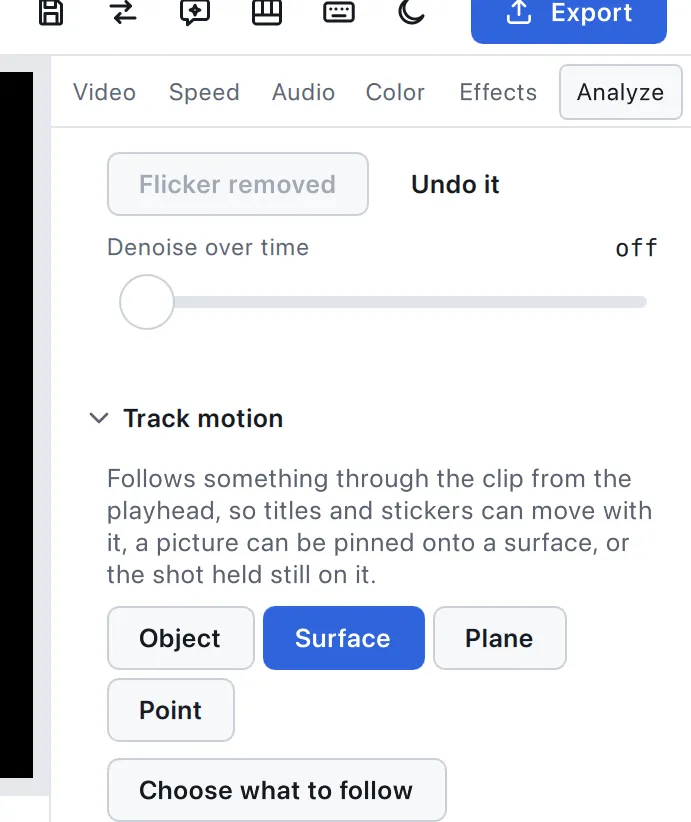 Export
Video Speed Audio Color Effects Analyze
Flicker removed Undo it
Denoise over time off
Track motion
Follows something through the clip from the
playhead, so titles and stickers can move with
it, a picture can be pinned onto a surface, or
the shot held still on it.
Object Surface Plane
Point
Choose what to follow